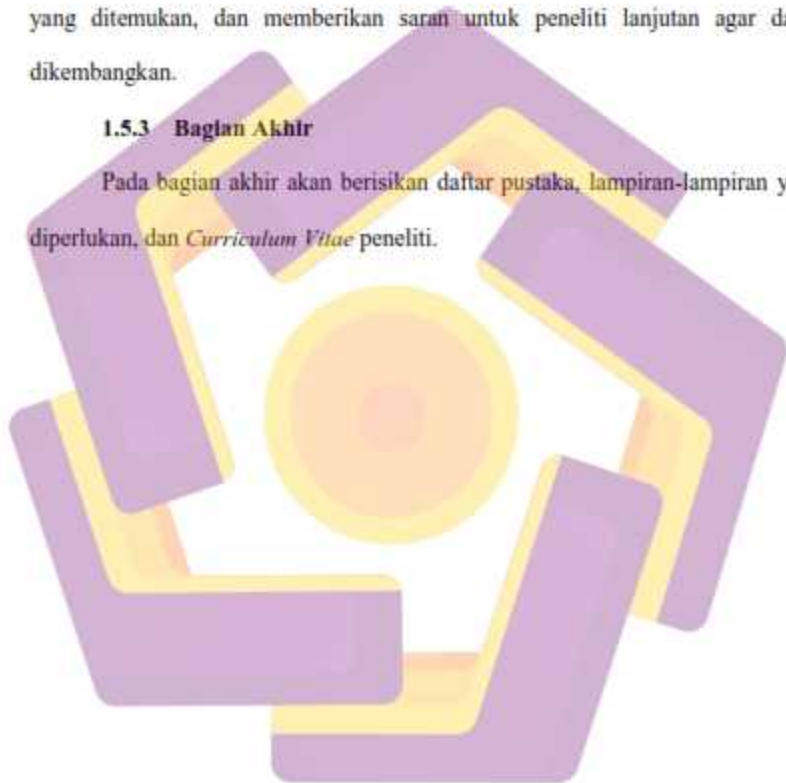 yang ditemukan, dan memberikan saran untuk peneliti lanjutan agar da
dikembangkan.
1.5.3 Bagian Akhir
Pada bagian akhir akan berisikan daftar pustaka, lampiran-lampiran y
diperlukan, dan Curriculum Vitae peneliti.